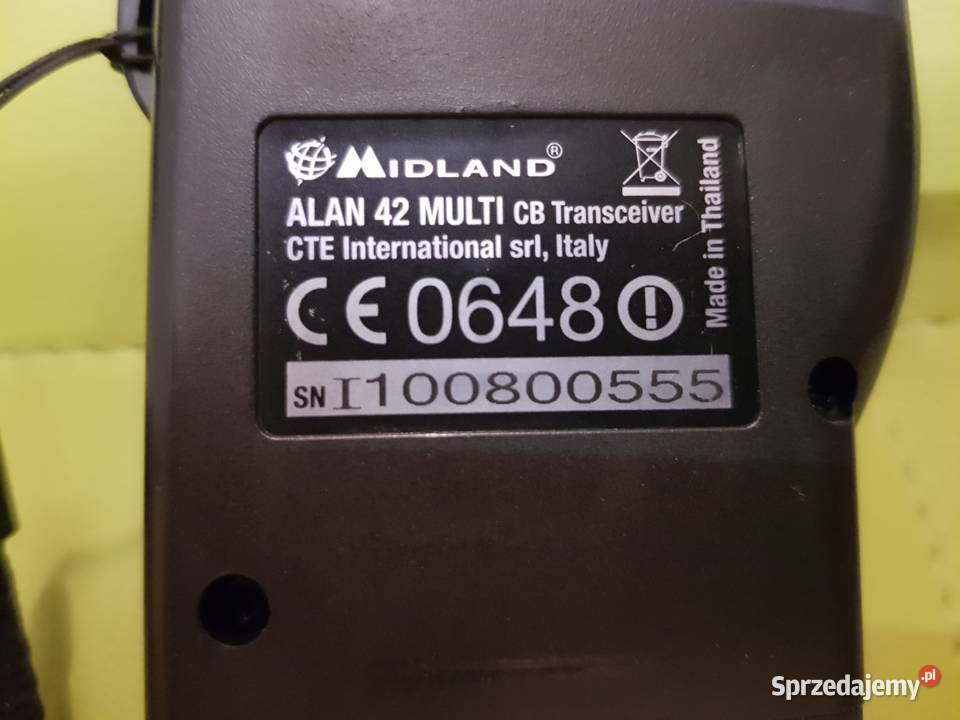 MIDLAND®
ALAN 42 MULTI CB Transceiver
CTE International srl, Italy
CE 0648
Made in Thailand
SN I100800555
Sprzedajemy.pl